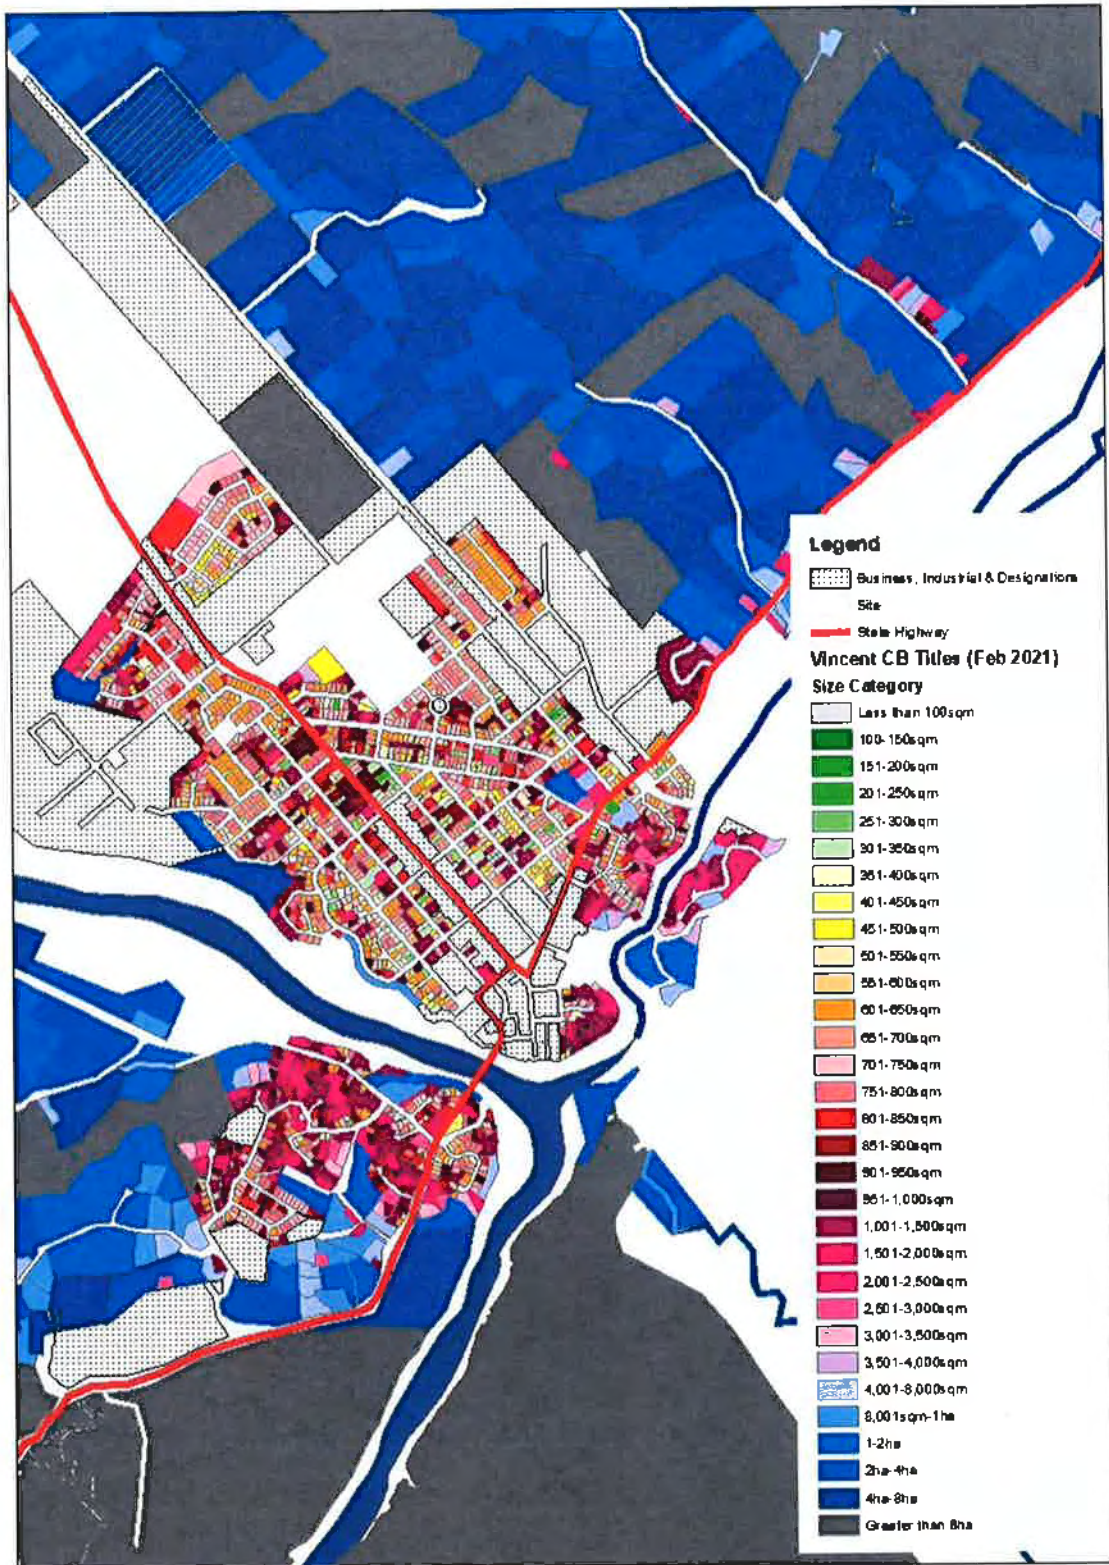 Legend
Business, Industrial & Designations
Site
State Highway
Vincent CB Titles (Feb 2021)
Size Category
Less than 100sqm
100-150sqm
151-200sqm
201-250sqm
251-300sqm
301-350sqm
351-400sqm
401-450sqm
451-500sqm
501-550sqm
551-600sqm
601-650sqm
651-700sqm
701-750sqm
751-800sqm
801-850sqm
851-900sqm
901-950sqm
951-1,000sqm
1,001-1,500sqm
1,501-2,000sqm
2,001-2,500sqm
2,501-3,000sqm
3,001-3,500sqm
3,501-4,000sqm
4,001-8,000sqm
8,001sqm-1ha
1-2ha
2ha-4ha
4ha-8ha
Greater than 8ha